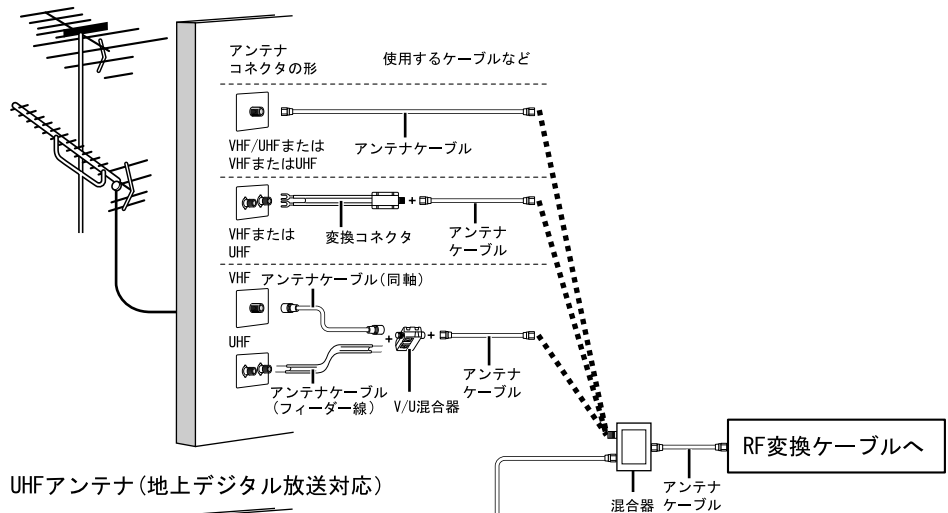 アンテナ
コネクタの形
使用するケーブルなど
VHF/UHFまたは
VHFまたはUHF
アンテナケーブル
+
VHFまたは
UHF
変換コネクタ
アンテナ
ケーブル
VHF
アンテナケーブル(同軸)
UHF
+
+
アンテナケーブル
(フィーダー線)
V/U混合器
アンテナ
ケーブル
RF変換ケーブルへ
混合器
アンテナ
ケーブル
UHFアンテナ(地上デジタル放送対応)